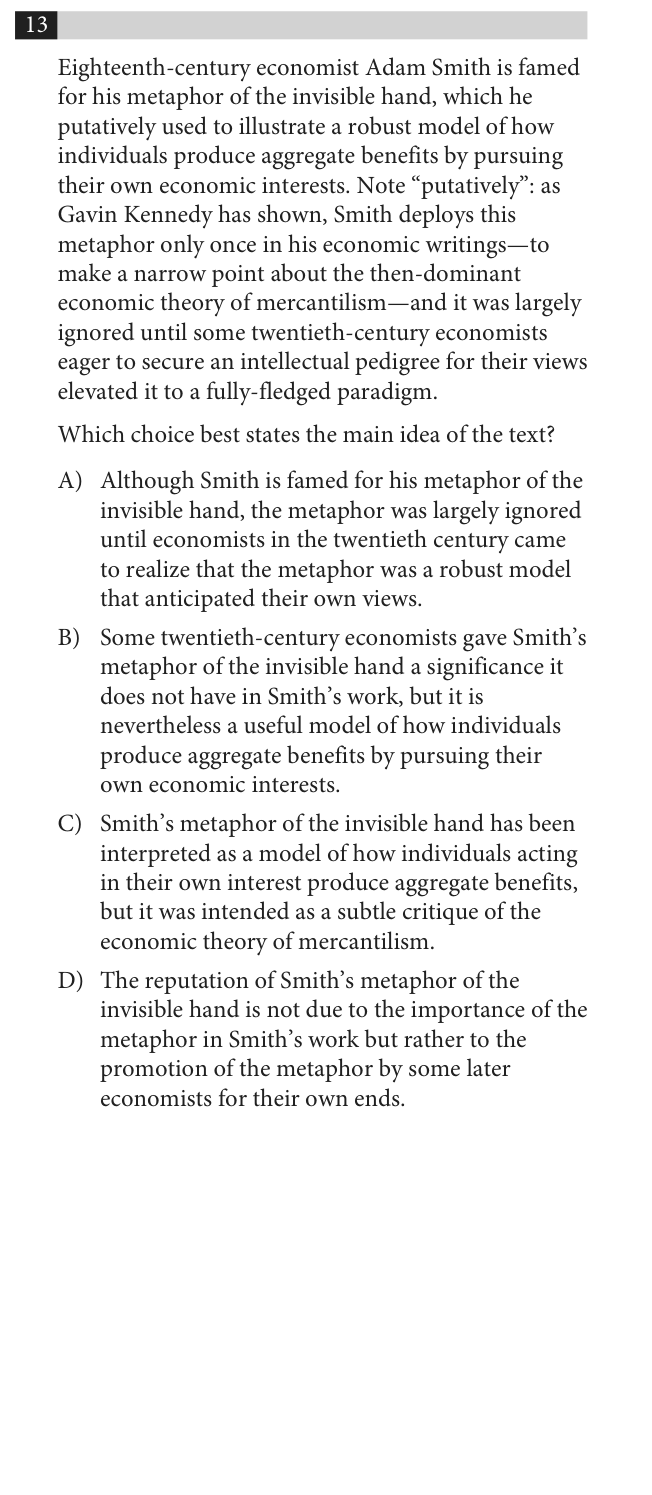 13
Eighteenth-century economist Adam Smith is famed
for his metaphor of the invisible hand, which he
putatively used to illustrate a robust model of how
individuals produce aggregate benefits by pursuing
their own economic interests. Note “putatively”: as
Gavin Kennedy has shown, Smith deploys this
metaphor only once in his economic writings—to
make a narrow point about the then-dominant
economic theory of mercantilism—and it was largely
ignored until some twentieth-century economists
eager to secure an intellectual pedigree for their views
elevated it to a fully-fledged paradigm.
Which choice best states the main idea of the text?
A) Although Smith is famed for his metaphor of the
invisible hand, the metaphor was largely ignored
until economists in the twentieth century came
to realize that the metaphor was a robust model
that anticipated their own views.
B) Some twentieth-century economists gave Smith’s
metaphor of the invisible hand a significance it
does not have in Smith’s work, but it is
nevertheless a useful model of how individuals
produce aggregate benefits by pursuing their
own economic interests.
C) Smith’s metaphor of the invisible hand has been
interpreted as a model of how individuals acting
in their own interest produce aggregate benefits,
but it was intended as a subtle critique of the
economic theory of mercantilism.
D) The reputation of Smith’s metaphor of the
invisible hand is not due to the importance of the
metaphor in Smith’s work but rather to the
promotion of the metaphor by some later
economists for their own ends.